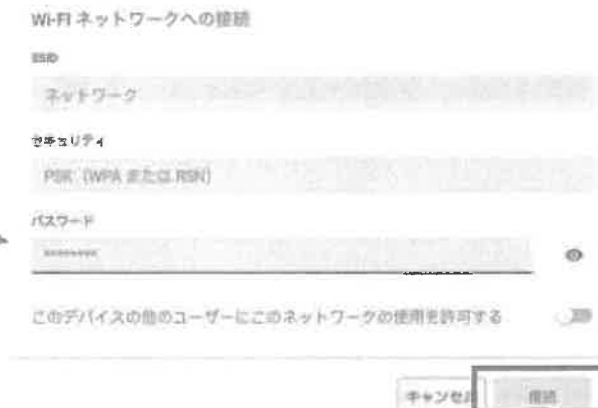 Wi-Fi ネットワークへの接続
SSID
ネットワーク
セキュリティ
PSK (WPA または RSN)
パスワード
********
このデバイスの他のユーザーにこのネットワークの使用を許可する
キャンセル
接続